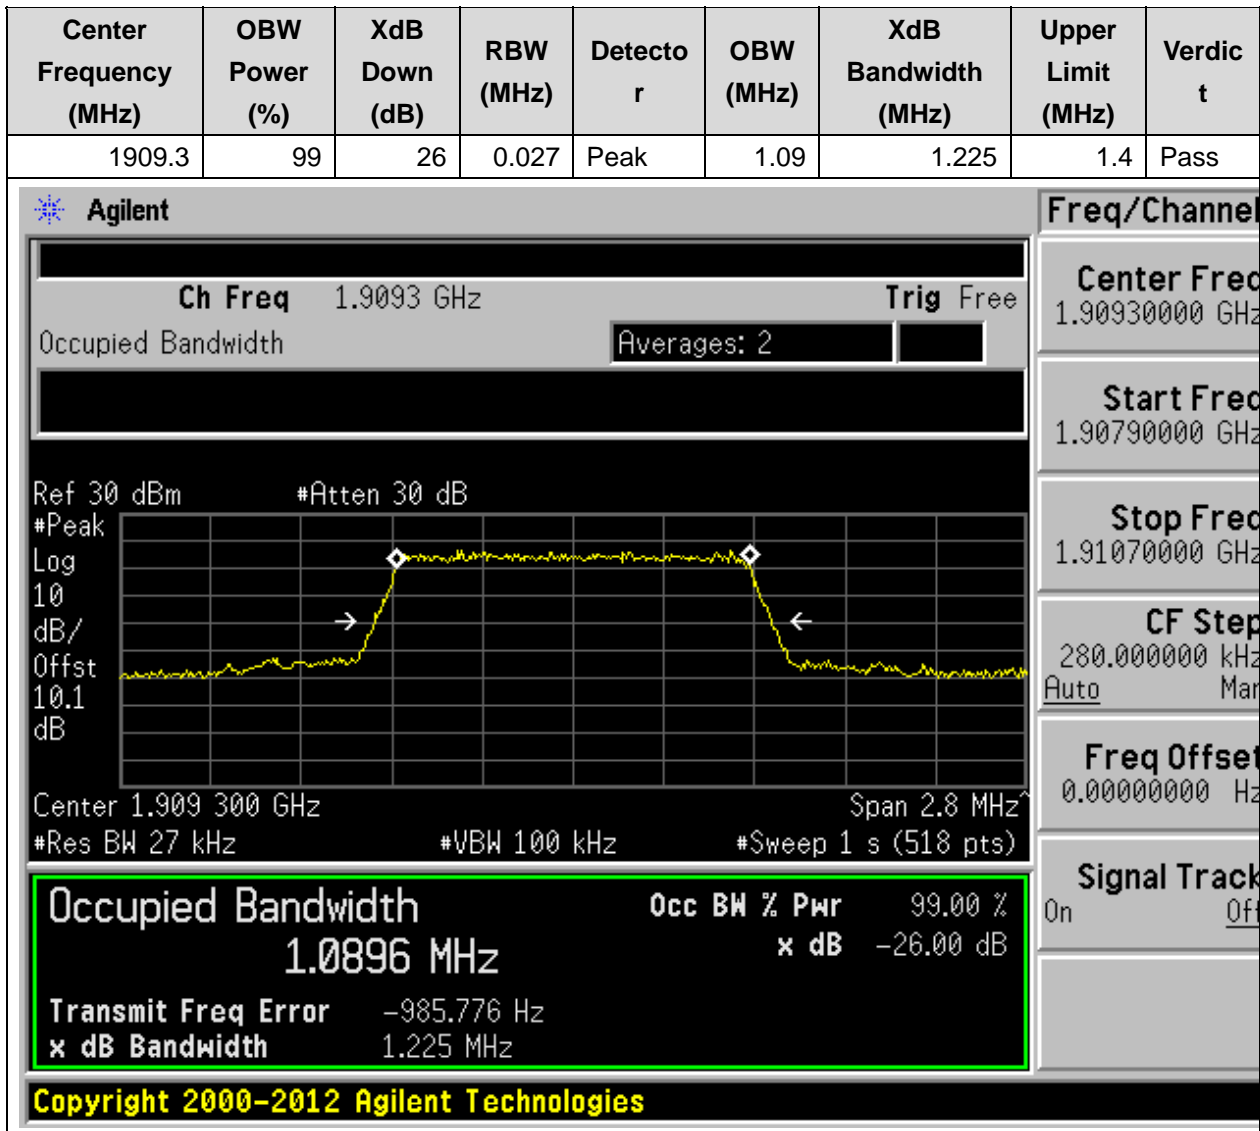 Center Frequency (MHz) OBW Power (%) XdB Down (dB) RBW (MHz) Detector OBW (MHz) XdB Bandwidth (MHz) Upper Limit (MHz) Verdict
1909.3 99 26 0.027 Peak 1.09 1.225 1.4 Pass
Agilent
Freq/Channel
Ch Freq 1.9093 GHz Trig Free
Occupied Bandwidth Averages: 2
Center Freq
1.90930000 GHz
Start Freq
1.90790000 GHz
Stop Freq
1.91070000 GHz
CF Step
280.000000 kHz
Auto Man
Freq Offset
0.00000000 Hz
Signal Track
On Off
Ref 30 dBm #Atten 30 dB
#Peak
Log
10
dB/
Offst
10.1
dB
Center 1.909 300 GHz Span 2.8 MHz^
#Res BW 27 kHz #VBW 100 kHz #Sweep 1 s (518 pts)
Occupied Bandwidth Occ BW % Pwr 99.00 %
1.0896 MHz x dB -26.00 dB
Transmit Freq Error -985.776 Hz
x dB Bandwidth 1.225 MHz
Copyright 2000-2012 Agilent Technologies